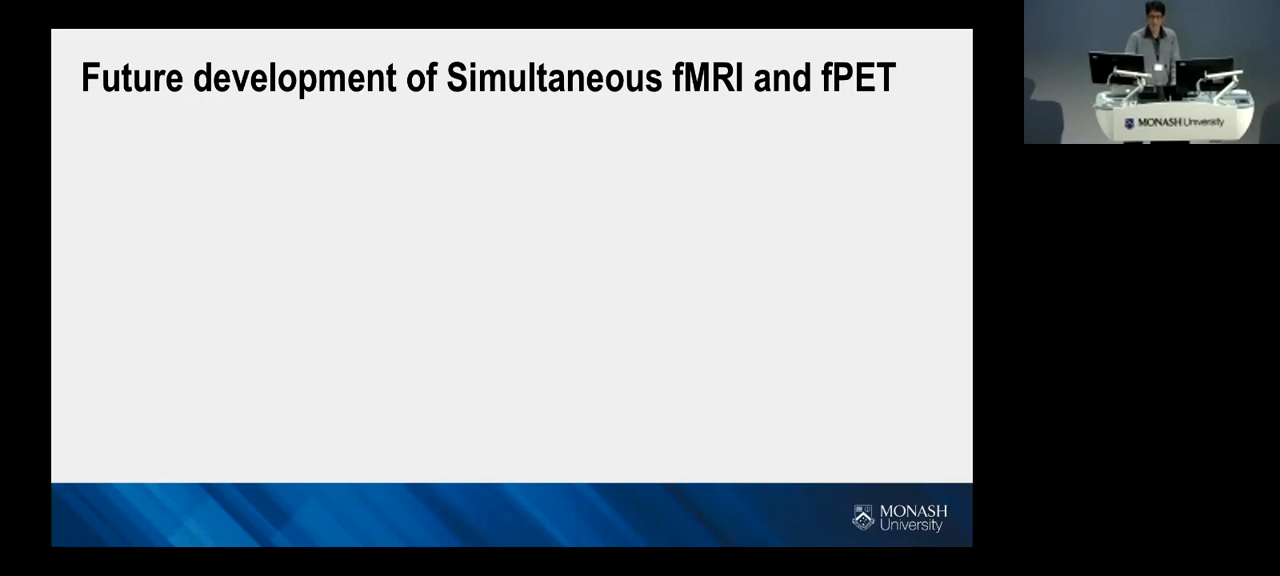 Future development of Simultaneous fMRI and fPET
MONASH University
MONASH
University